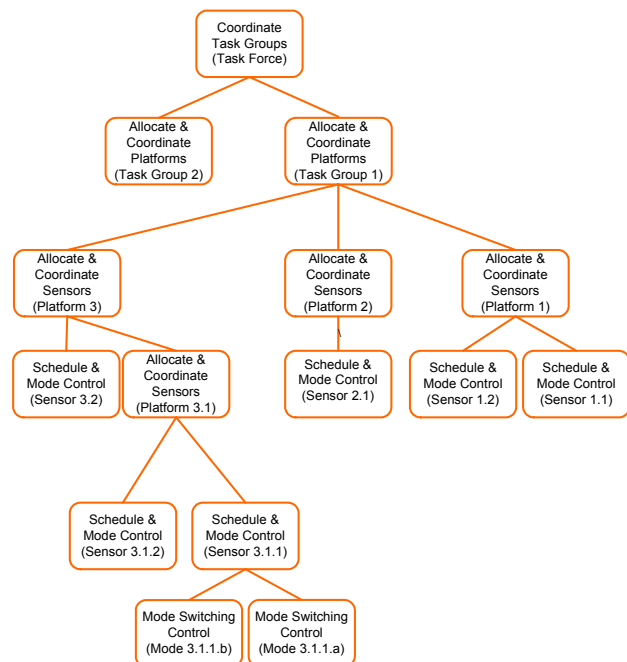 Coordinate
Task Groups
(Task Force)
Allocate &
Coordinate
Platforms
(Task Group 2)
Allocate &
Coordinate
Platforms
(Task Group 1)
Allocate &
Coordinate
Sensors
(Platform 3)
Allocate &
Coordinate
Sensors
(Platform 2)
Allocate &
Coordinate
Sensors
(Platform 1)
\
Schedule &
Mode Control
(Sensor 3.2)
Allocate &
Coordinate
Sensors
(Platform 3.1)
Schedule &
Mode Control
(Sensor 2.1)
Schedule &
Mode Control
(Sensor 1.2)
Schedule &
Mode Control
(Sensor 1.1)
Schedule &
Mode Control
(Sensor 3.1.2)
Schedule &
Mode Control
(Sensor 3.1.1)
Mode Switching
Control
(Mode 3.1.1.b)
Mode Switching
Control
(Mode 3.1.1.a)